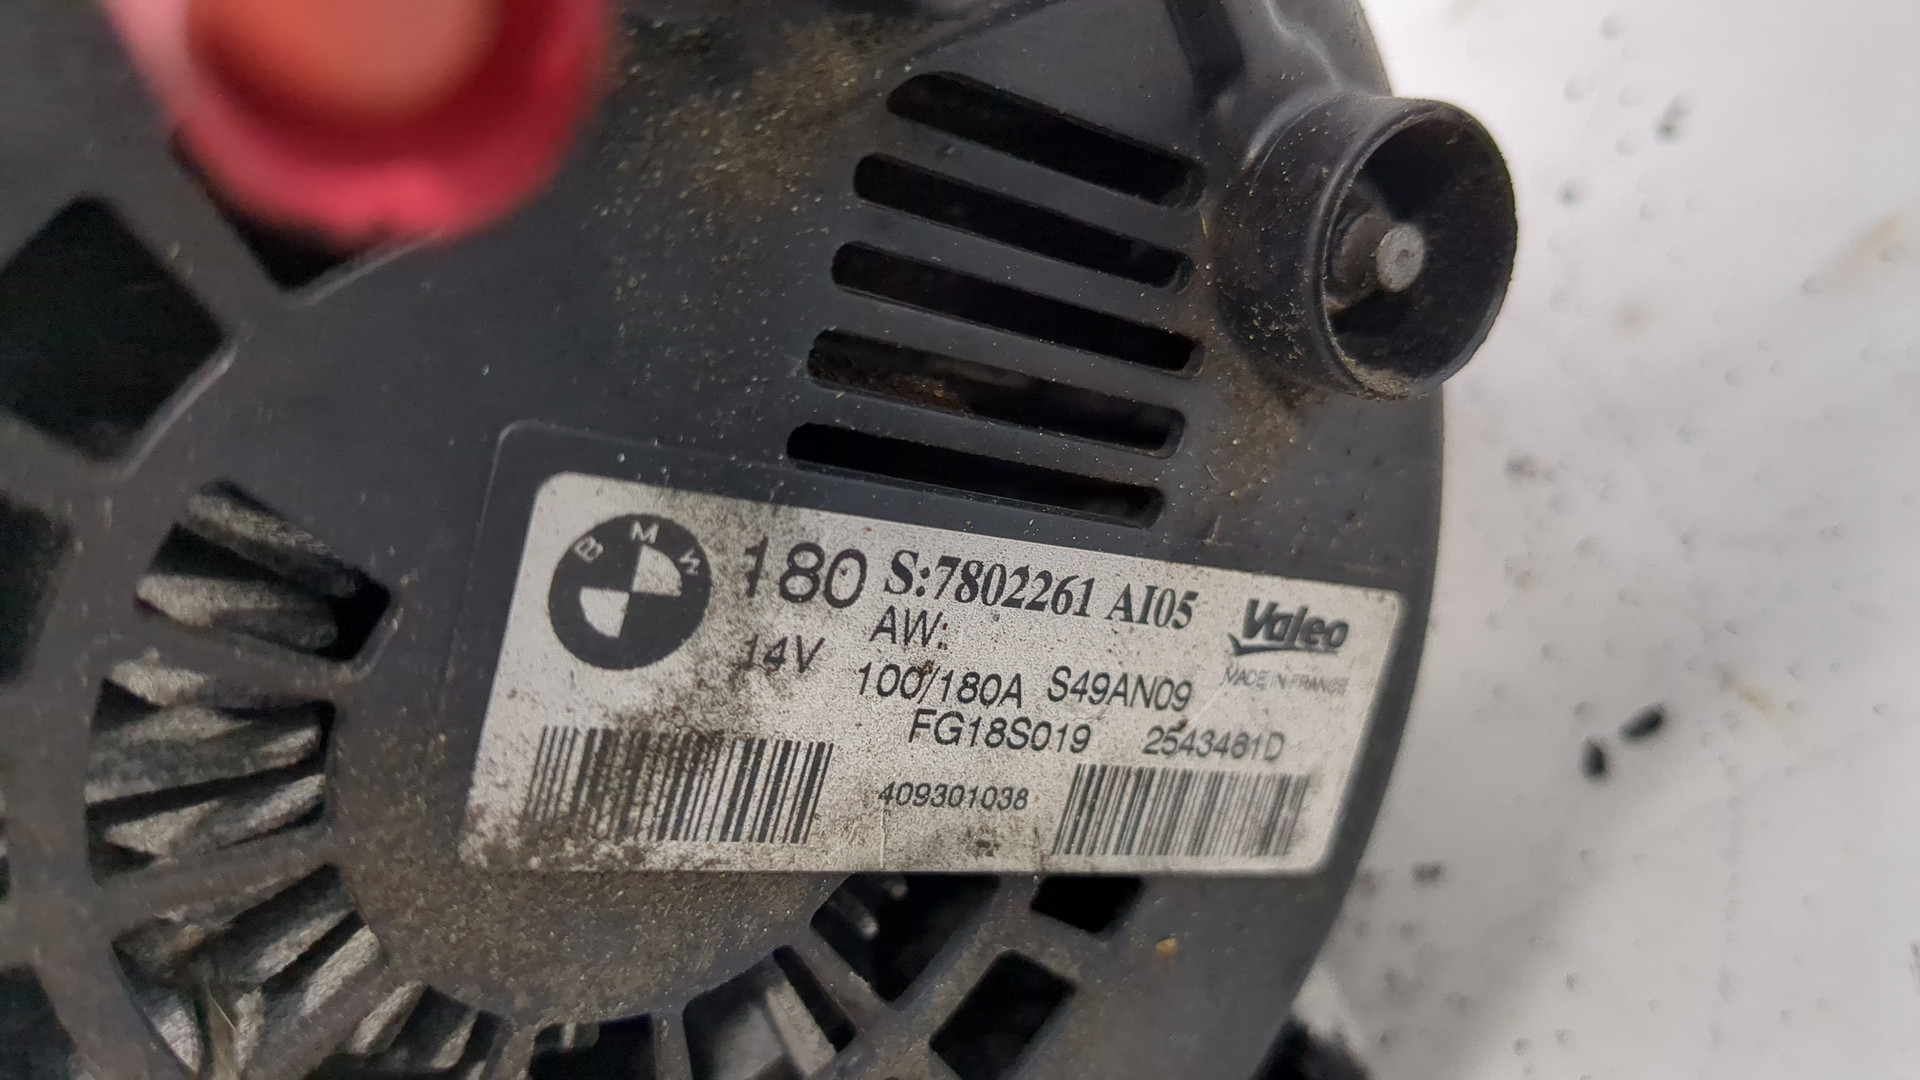 BMW
180 S:7802261 AI05 Valeo
AW:
14V 100/180A S49AN09 MADE IN FRANCE
FG18S019 2543461D
409301038